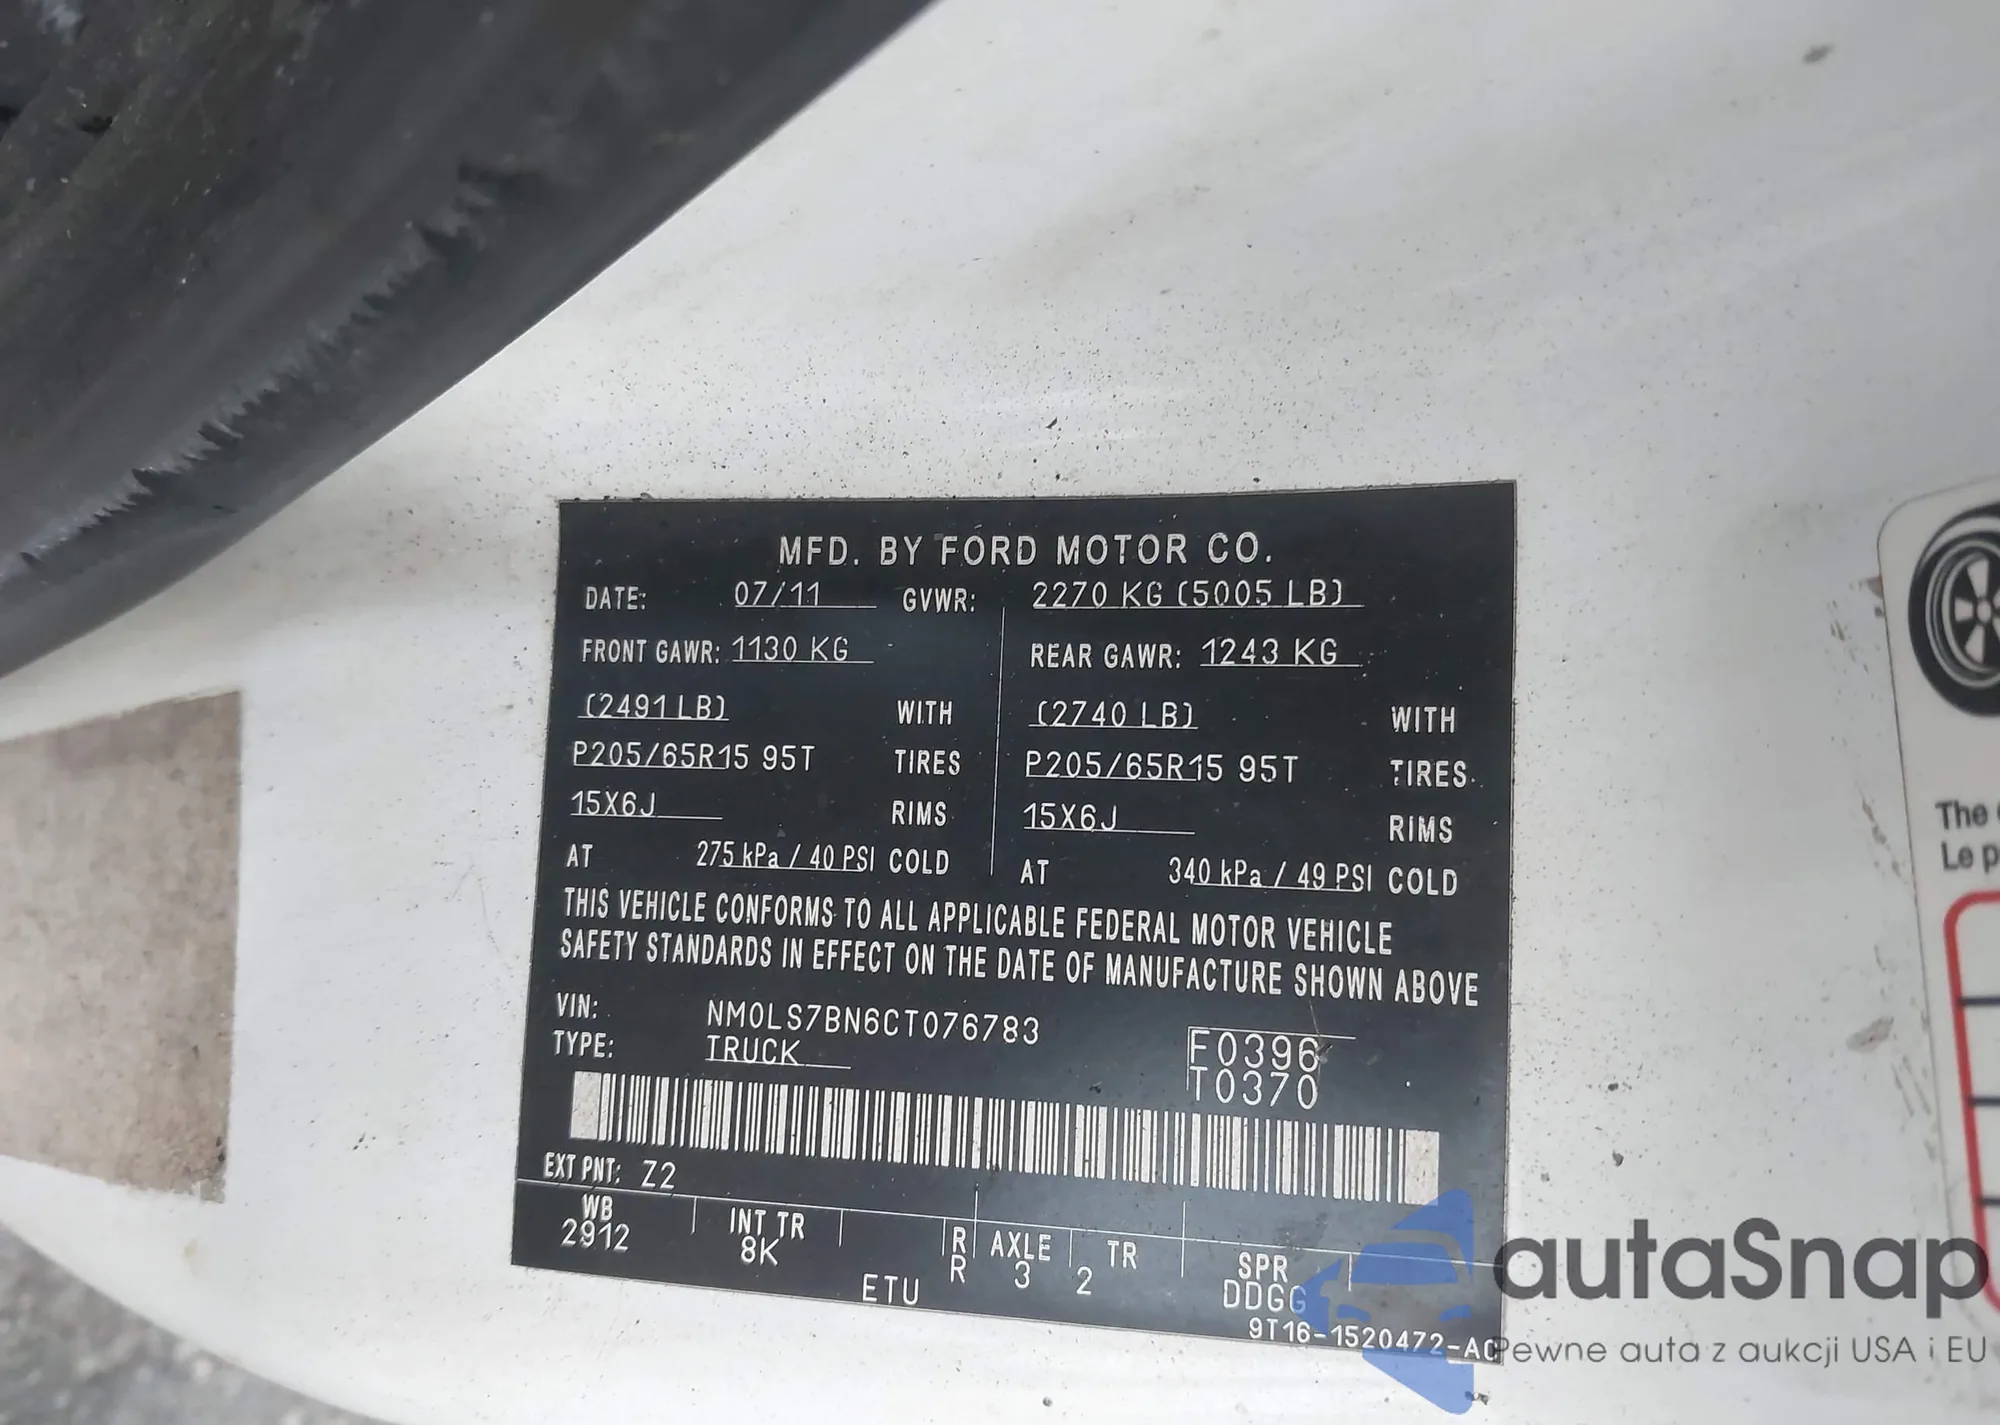 MFD. BY FORD MOTOR CO.
DATE: 07/11 GVWR: 2270 KG (5005 LB)
FRONT GAWR: 1130 KG REAR GAWR: 1243 KG
(2491 LB) WITH (2740 LB) WITH
P205/65R15 95T TIRES P205/65R15 95T TIRES
15X6J RIMS 15X6J RIMS
AT 275 kPa / 40 PSI COLD AT 340 kPa / 49 PSI COLD
THIS VEHICLE CONFORMS TO ALL APPLICABLE FEDERAL MOTOR VEHICLE
SAFETY STANDARDS IN EFFECT ON THE DATE OF MANUFACTURE SHOWN ABOVE
VIN: NM0LS7BN6CT076783
TYPE: TRUCK
F0396
T0370
EXT PNT: Z2
WB INT TR R AXLE TR SPR
2912 8K R 3 2 DDGG
ETU
9T16-1520472-AC
The
Le p
autaSnap
Pewne auta z aukcji USA i EU